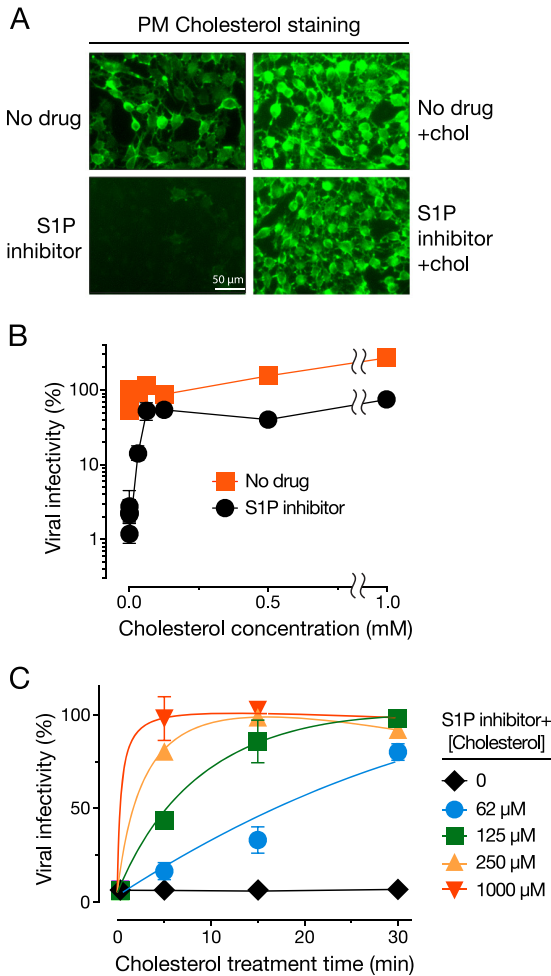 A
PM Cholesterol staining
No drug
No drug
+chol
S1P
inhibitor
S1P
inhibitor
+chol
50 µm
B
Viral infectivity (%)
100
10
1
No drug
S1P inhibitor
0.0
0.5
1.0
Cholesterol concentration (mM)
C
Viral infectivity (%)
100
50
0
0
10
20
30
Cholesterol treatment time (min)
S1P inhibitor+
[Cholesterol]
0
62 µM
125 µM
250 µM
1000 µM